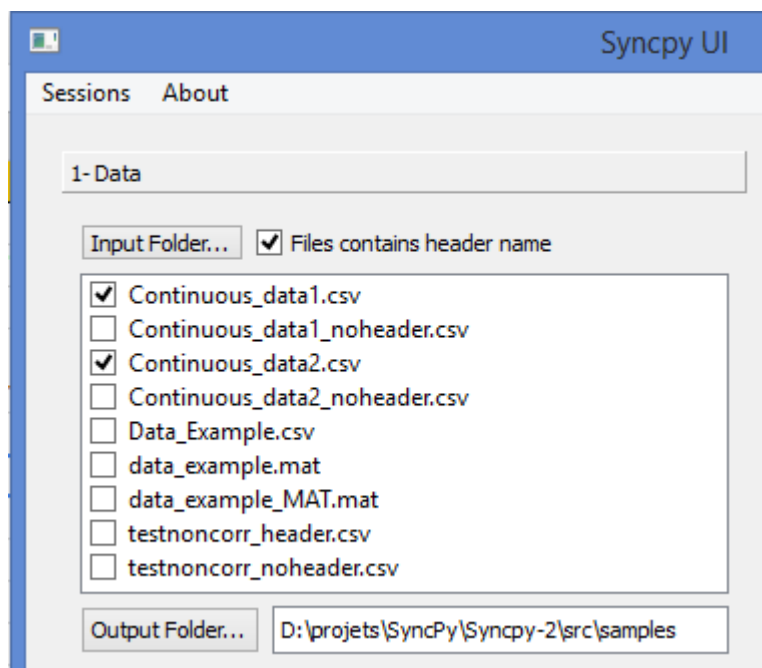 Syncpy UI
Sessions About
1- Data
Input Folder... Files contains header name
Continuous_data1.csv
Continuous_data1_noheader.csv
Continuous_data2.csv
Continuous_data2_noheader.csv
Data_Example.csv
data_example.mat
data_example_MAT.mat
testnoncorr_header.csv
testnoncorr_noheader.csv
Output Folder... D:\projets\SyncPy\Syncpy-2\src\samples